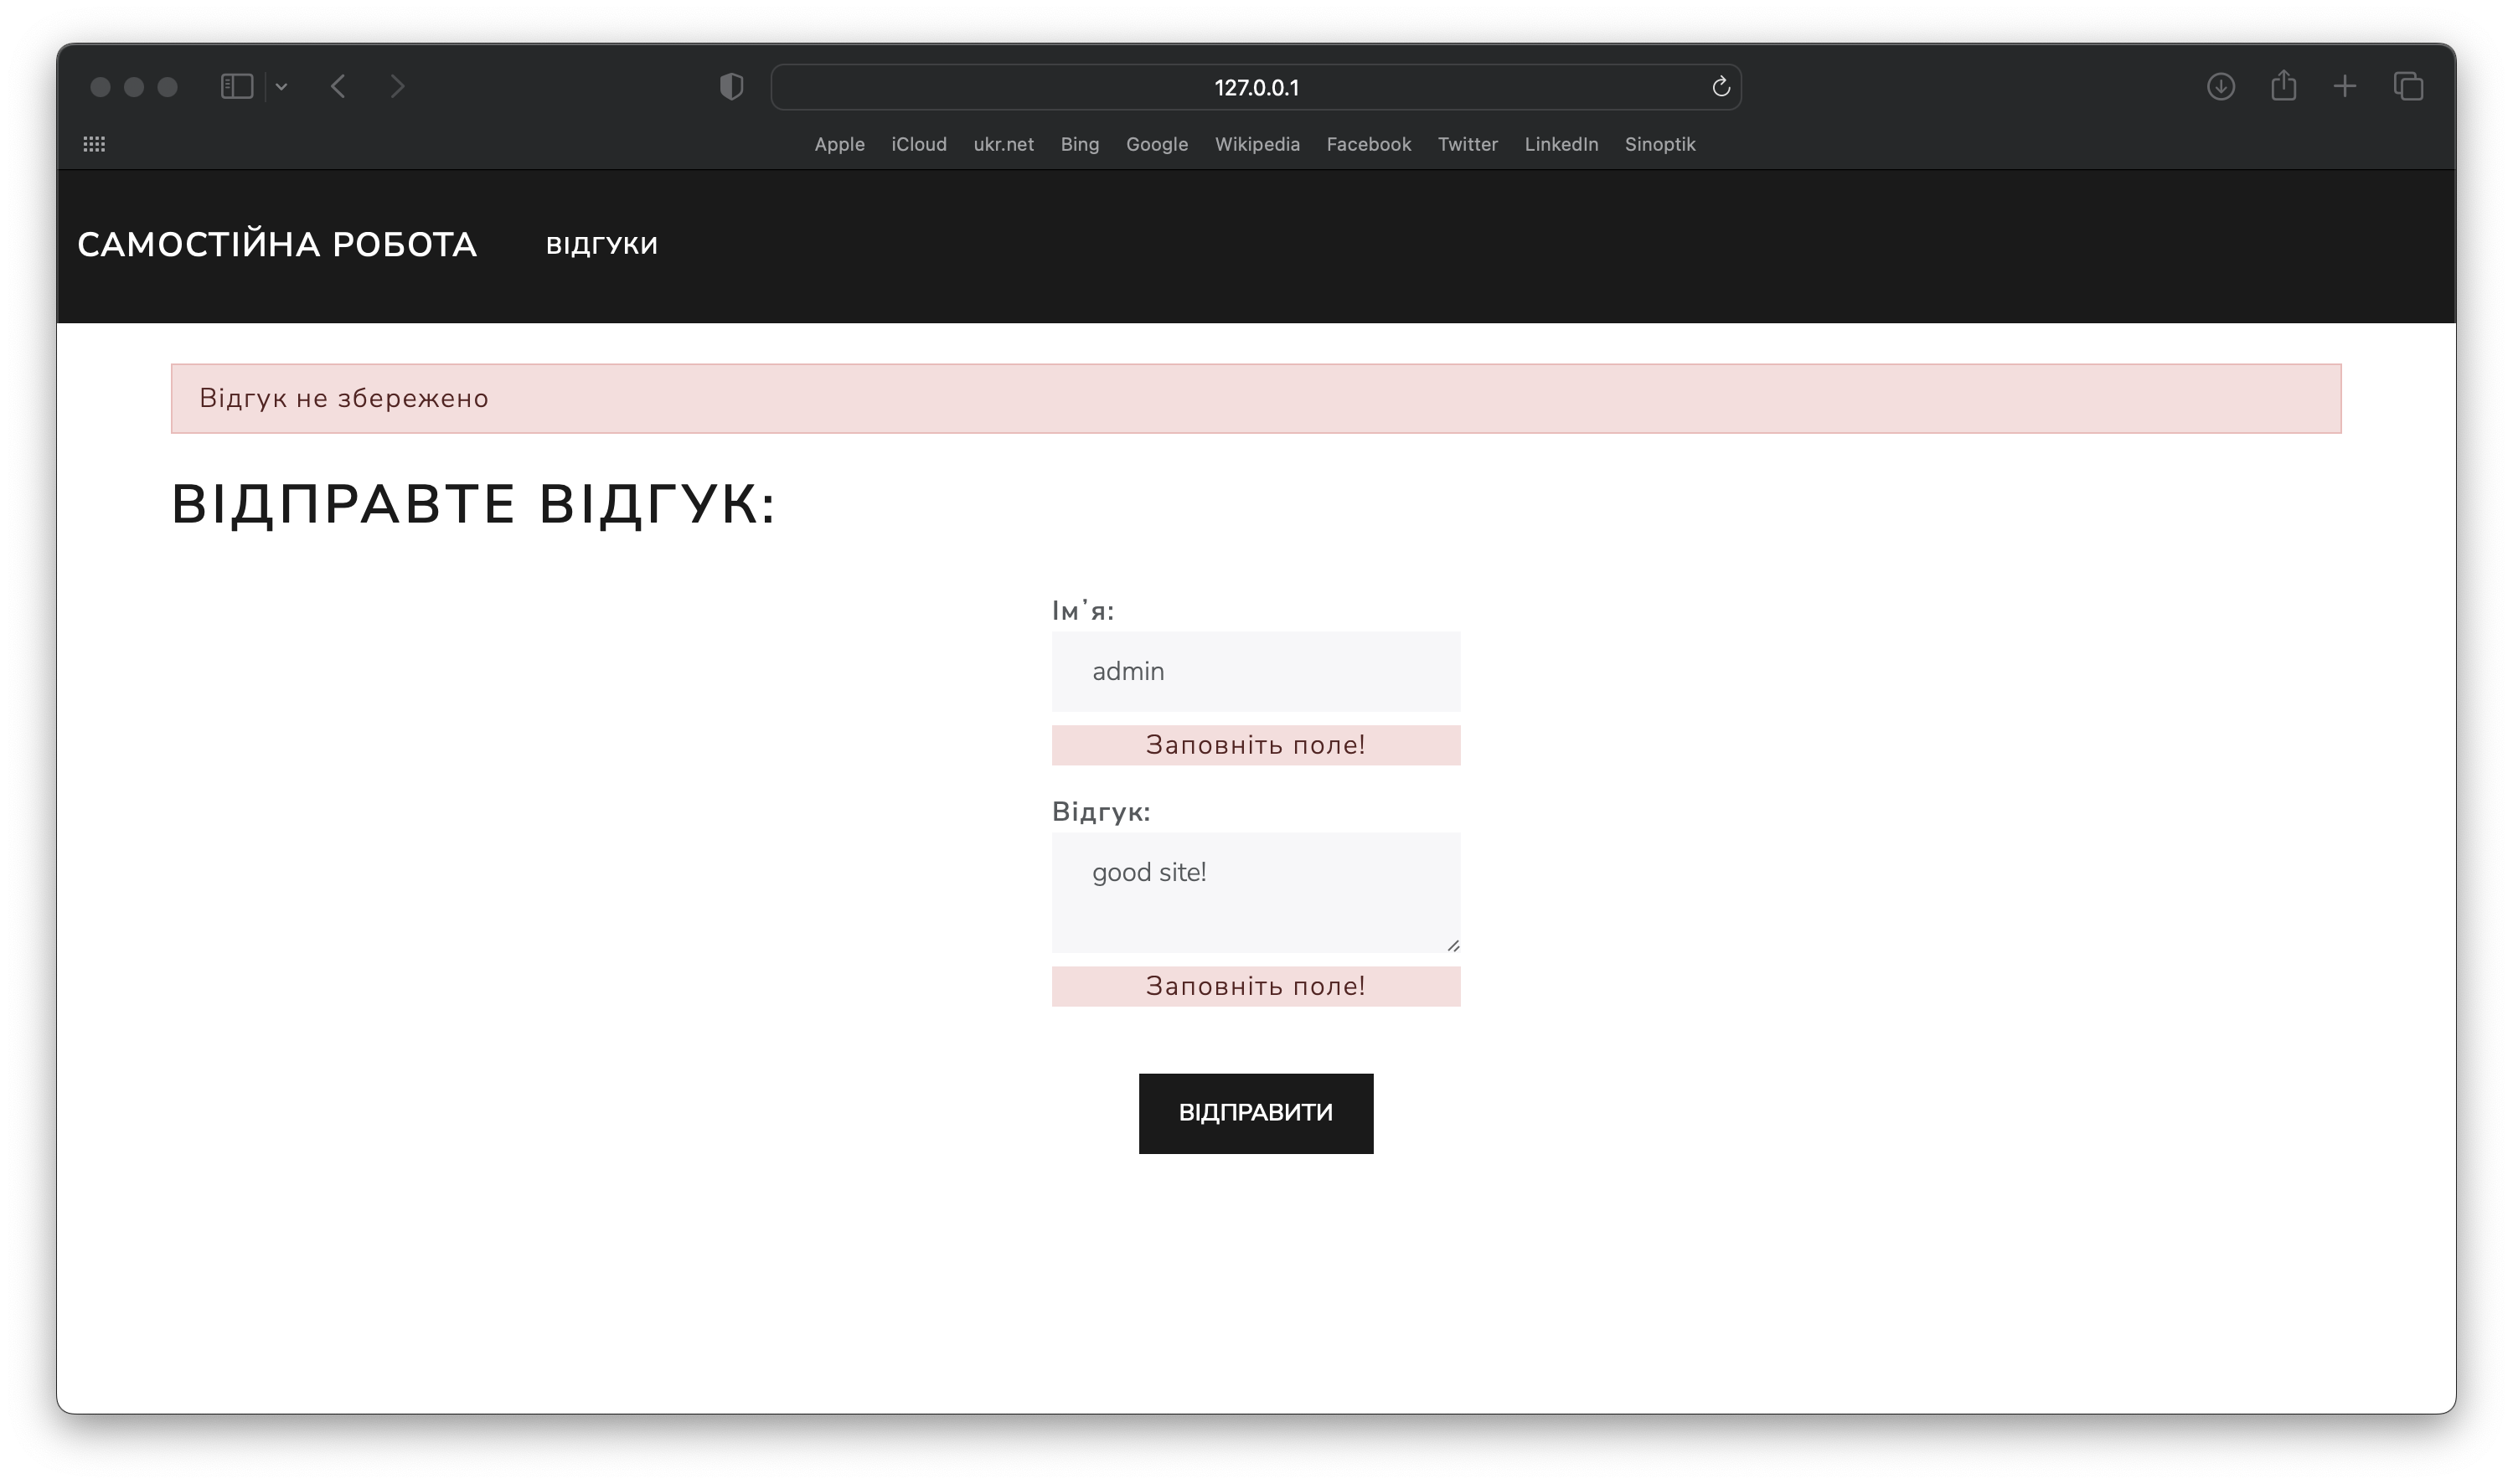 127.0.0.1
Apple iCloud ukr.net Bing Google Wikipedia Facebook Twitter LinkedIn Sinoptik
САМОСТІЙНА РОБОТА ВІДГУКИ
Відгук не збережено
ВІДПРАВТЕ ВІДГУК:
Ім'я:
admin
Заповніть поле!
Відгук:
good site!
Заповніть поле!
ВІДПРАВИТИ